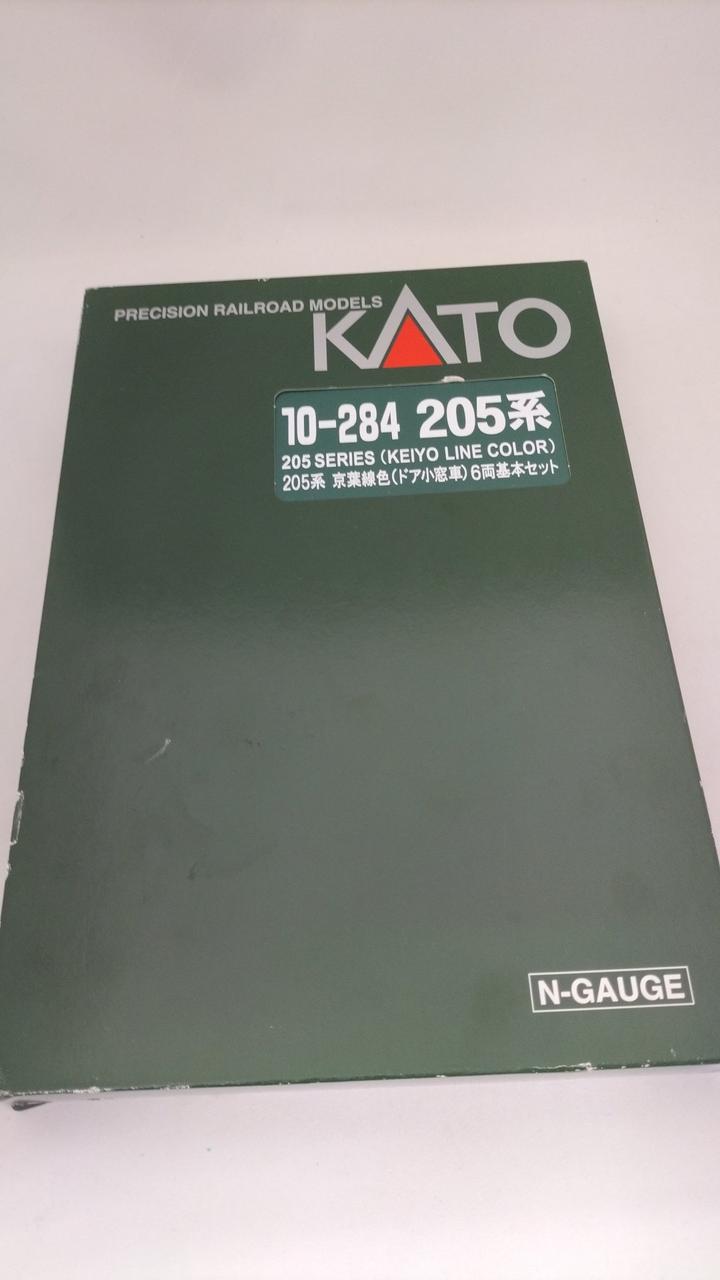 PRECISION RAILROAD MODELS
KATO
10-284 205系
205 SERIES (KEIYO LINE COLOR)
205系 京葉線色(ドア小窓車) 6両基本セット
N-GAUGE